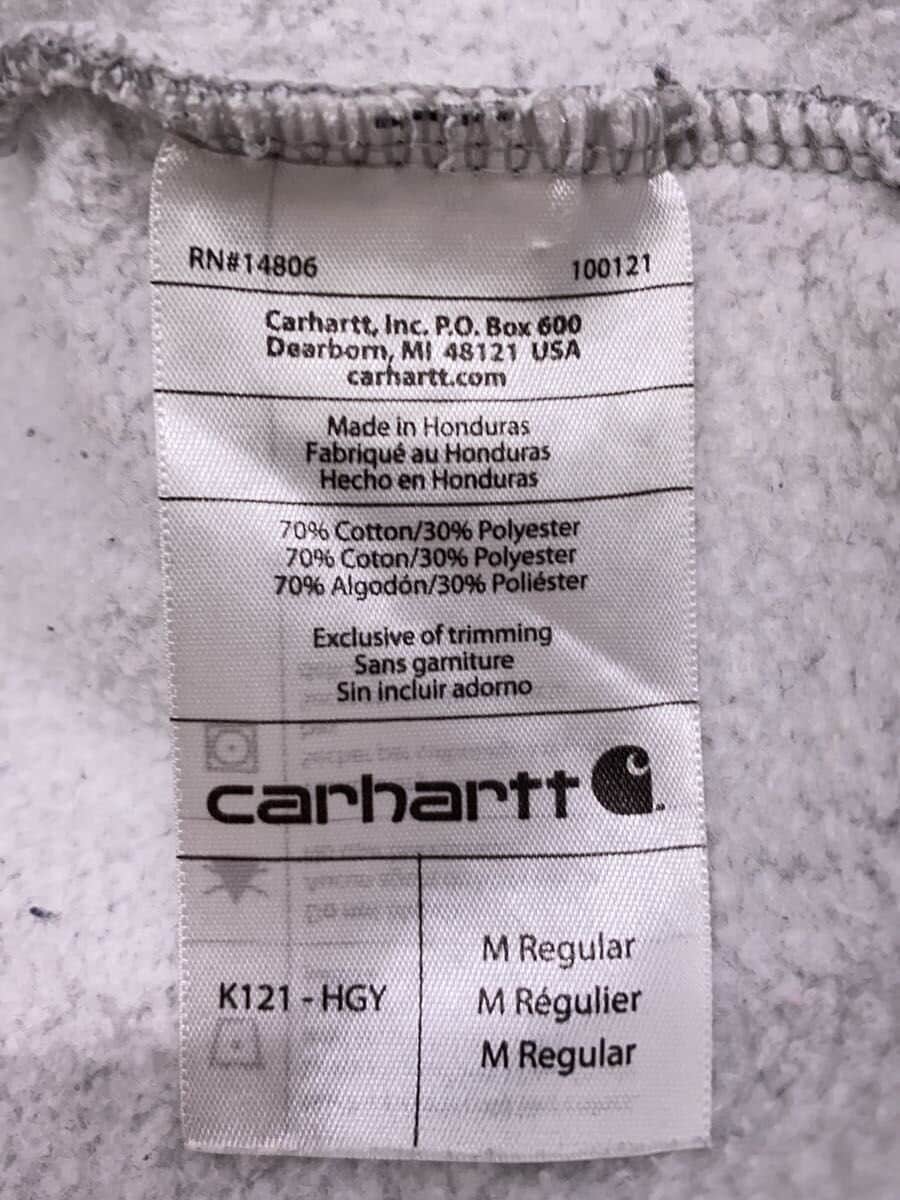 RN#14806 100121
Carhartt, Inc. P.O. Box 600
Dearborn, MI 48121 USA
carhartt.com
Made in Honduras
Fabriqué au Honduras
Hecho en Honduras
70% Cotton/30% Polyester
70% Coton/30% Polyester
70% Algodón/30% Poliéster
Exclusive of trimming
Sans garniture
Sin incluir adorno
carhartt
K121 - HGY
M Regular
M Régulier
M Regular